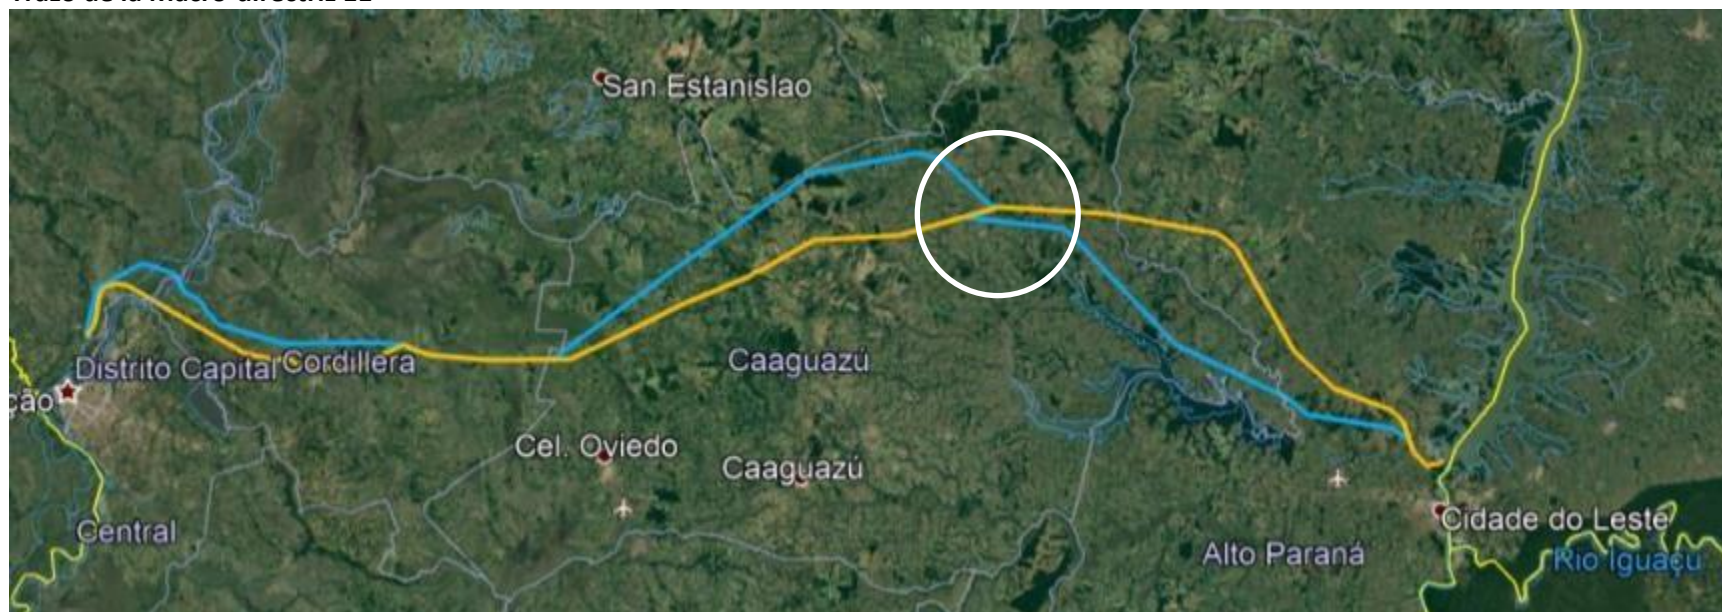 San Estanislao
Distrito Capital
Cordillera
ção
Caaguazú
Cel. Oviedo
Caaguazú
Central
Cidade do Leste
Alto Paraná
Rio Iguaçu